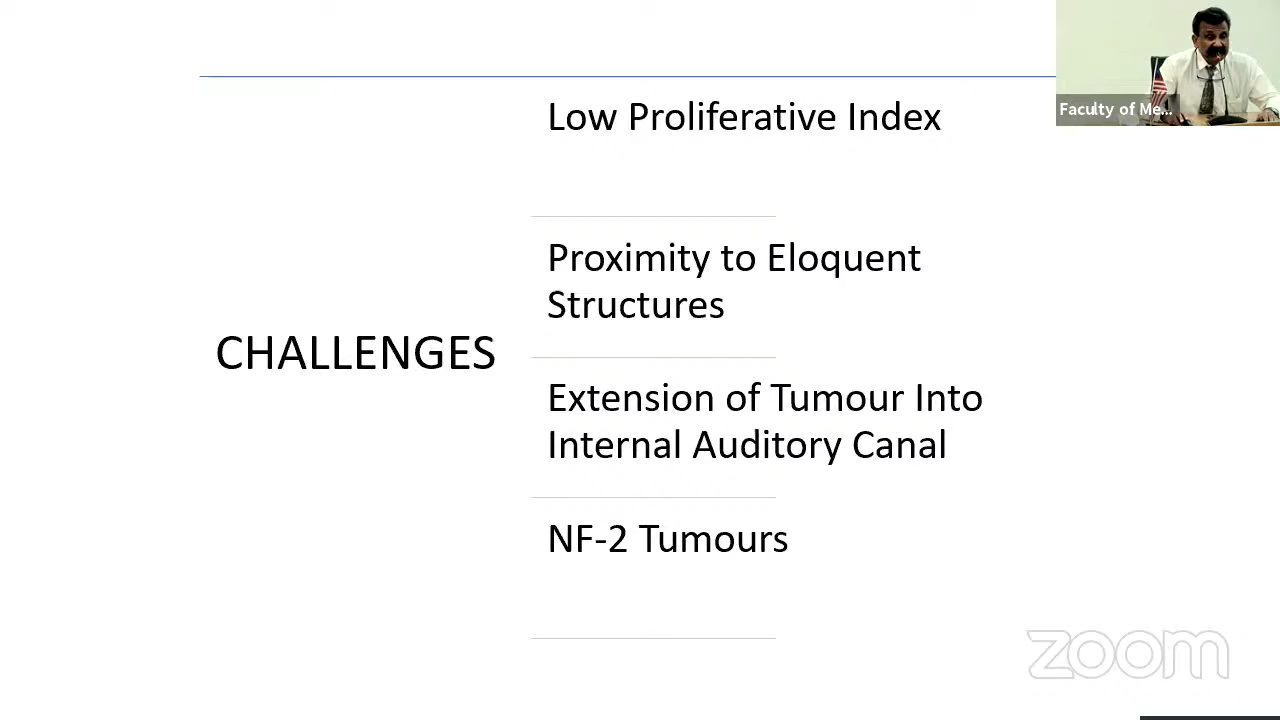 Faculty of Me...
Low Proliferative Index
Proximity to Eloquent
Structures
CHALLENGES
Extension of Tumour Into
Internal Auditory Canal
NF-2 Tumours
zoom